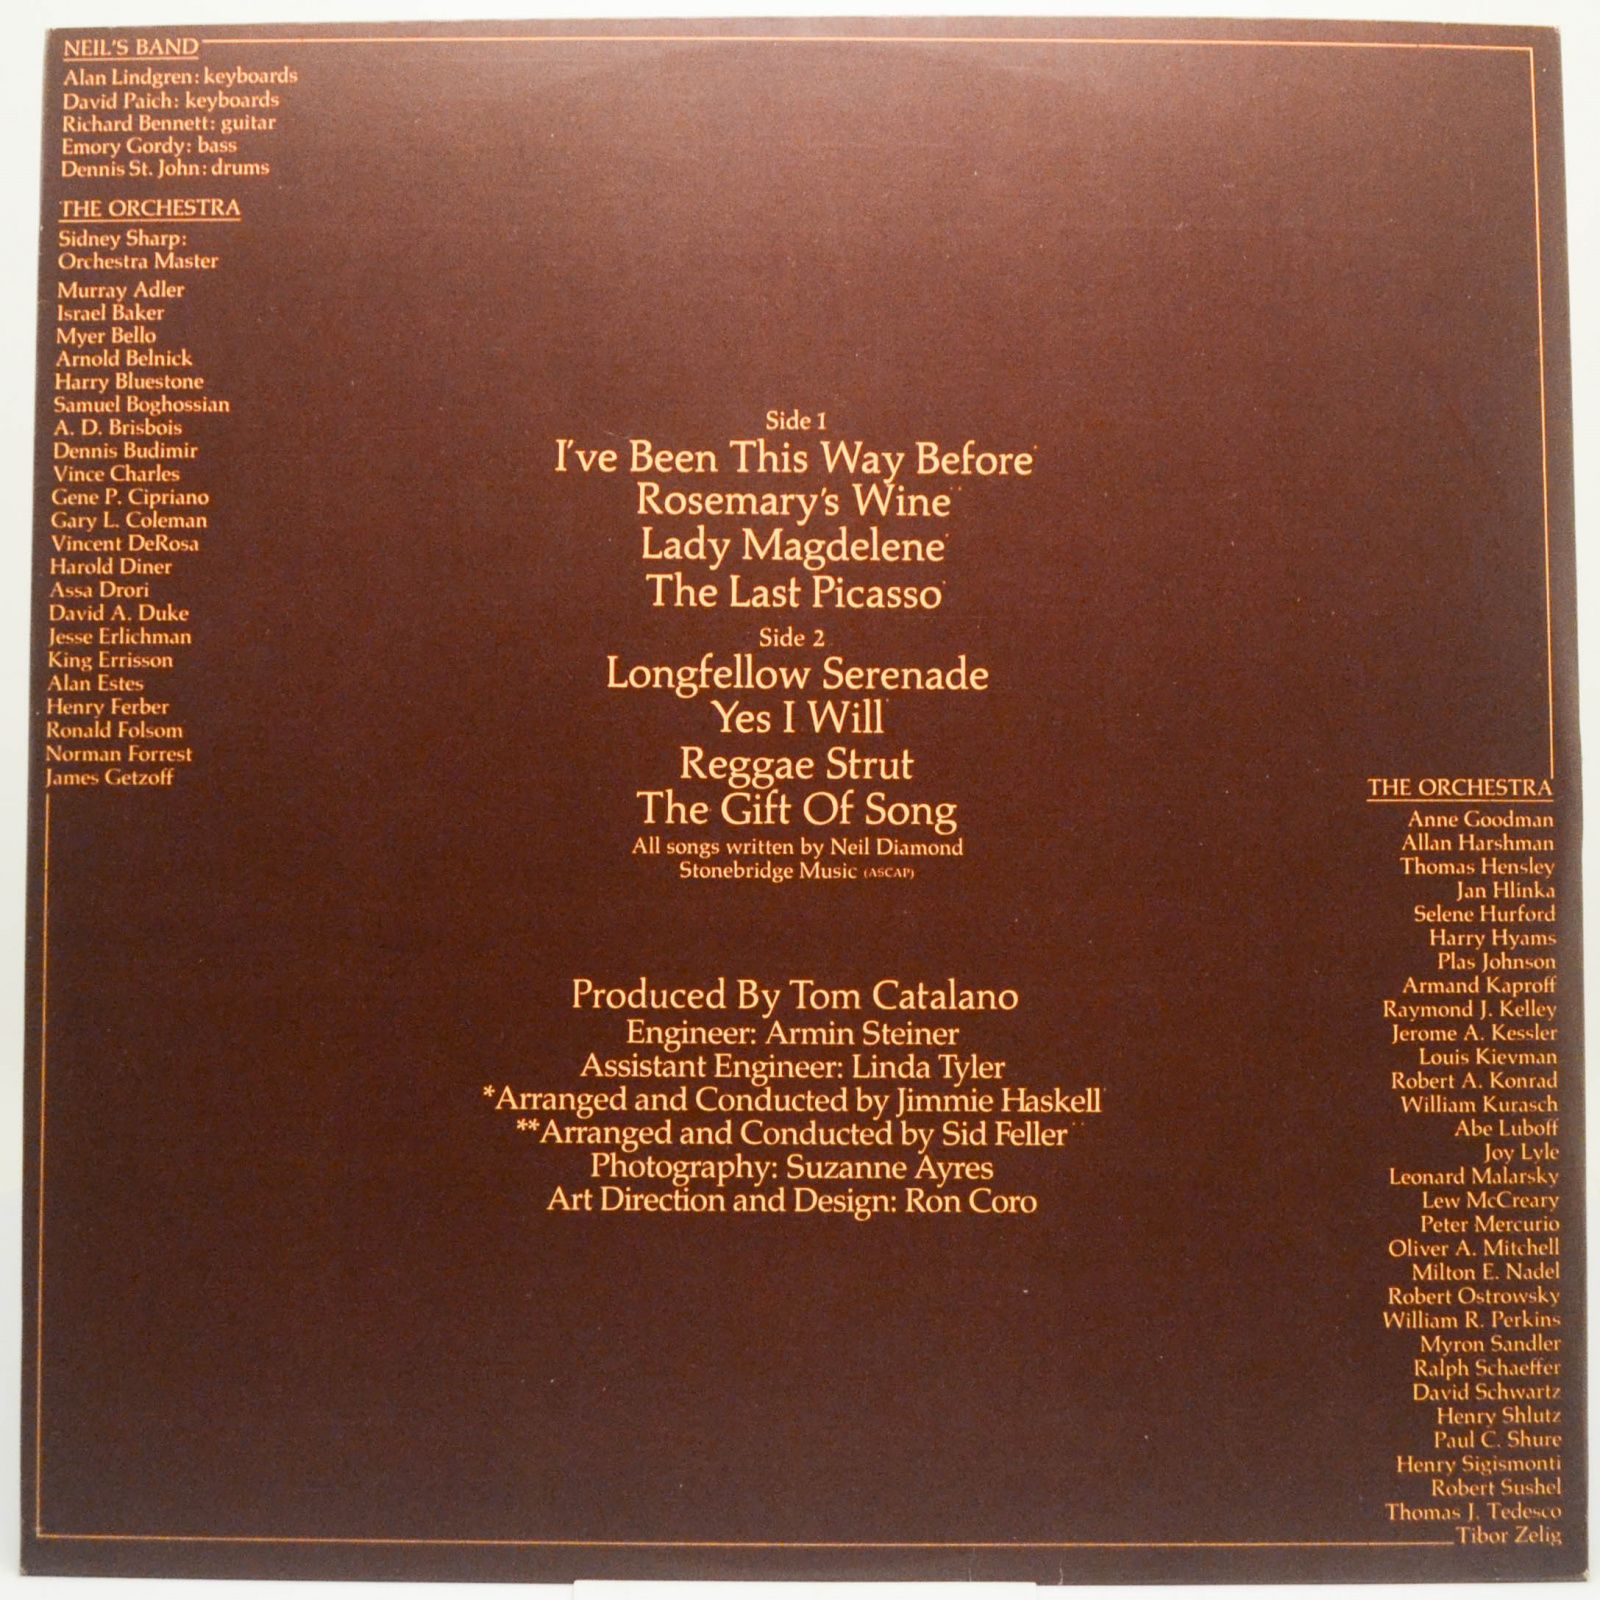 NEIL'S BAND
Alan Lindgren: keyboards
David Paich: keyboards
Richard Bennett: guitar
Emory Gordy: bass
Dennis St. John: drums
THE ORCHESTRA
Sidney Sharp:
Orchestra Master
Murray Adler
Israel Baker
Myer Bello
Arnold Belnick
Harry Bluestone
Samuel Boghossian
A. D. Brisbois
Dennis Budimir
Vince Charles
Gene P. Cipriano
Gary L. Coleman
Vincent DeRosa
Harold Diner
Assa Drori
David A. Duke
Jesse Erlichman
King Errisson
Alan Estes
Henry Ferber
Ronald Folsom
Norman Forrest
James Getzoff
Side 1
I've Been This Way Before*
Rosemary's Wine**
Lady Magdelene*
The Last Picasso*
Side 2
Longfellow Serenade
Yes I Will*
Reggae Strut
The Gift Of Song
All songs written by Neil Diamond
Stonebridge Music (ASCAP)
Produced By Tom Catalano
Engineer: Armin Steiner
Assistant Engineer: Linda Tyler
*Arranged and Conducted by Jimmie Haskell*
**Arranged and Conducted by Sid Feller**
Photography: Suzanne Ayres
Art Direction and Design: Ron Coro
THE ORCHESTRA
Anne Goodman
Allan Harshman
Thomas Hensley
Jan Hlinka
Selene Hurford
Harry Hyams
Plas Johnson
Armand Kaproff
Raymond J. Kelley
Jerome A. Kessler
Louis Kievman
Robert A. Konrad
William Kurasch
Abe Luboff
Joy Lyle
Leonard Malarsky
Lew McCreary
Peter Mercurio
Oliver A. Mitchell
Milton E. Nadel
Robert Ostrowsky
William R. Perkins
Myron Sandler
Ralph Schaeffer
David Schwartz
Henry Shlutz
Paul C. Shure
Henry Sigismonti
Robert Sushel
Thomas J. Tedesco
Tibor Zelig